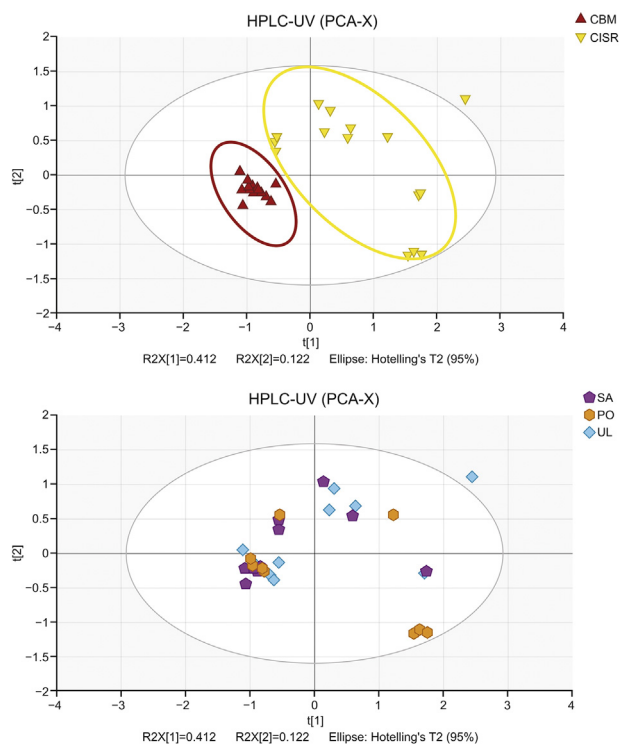 HPLC-UV (PCA-X)
CBM
CISR
2
1.5
1
0.5
0
−0.5
−1
−1.5
−2
t[2]
−4 −3 −2 −1 0 1 2 3 4
t[1]
R2X[1]=0.412 R2X[2]=0.122 Ellipse: Hotelling's T2 (95%)
HPLC-UV (PCA-X)
SA
PO
UL
2
1.5
1
0.5
0
−0.5
−1
−1.5
−2
t[2]
−4 −3 −2 −1 0 1 2 3 4
t[1]
R2X[1]=0.412 R2X[2]=0.122 Ellipse: Hotelling's T2 (95%)